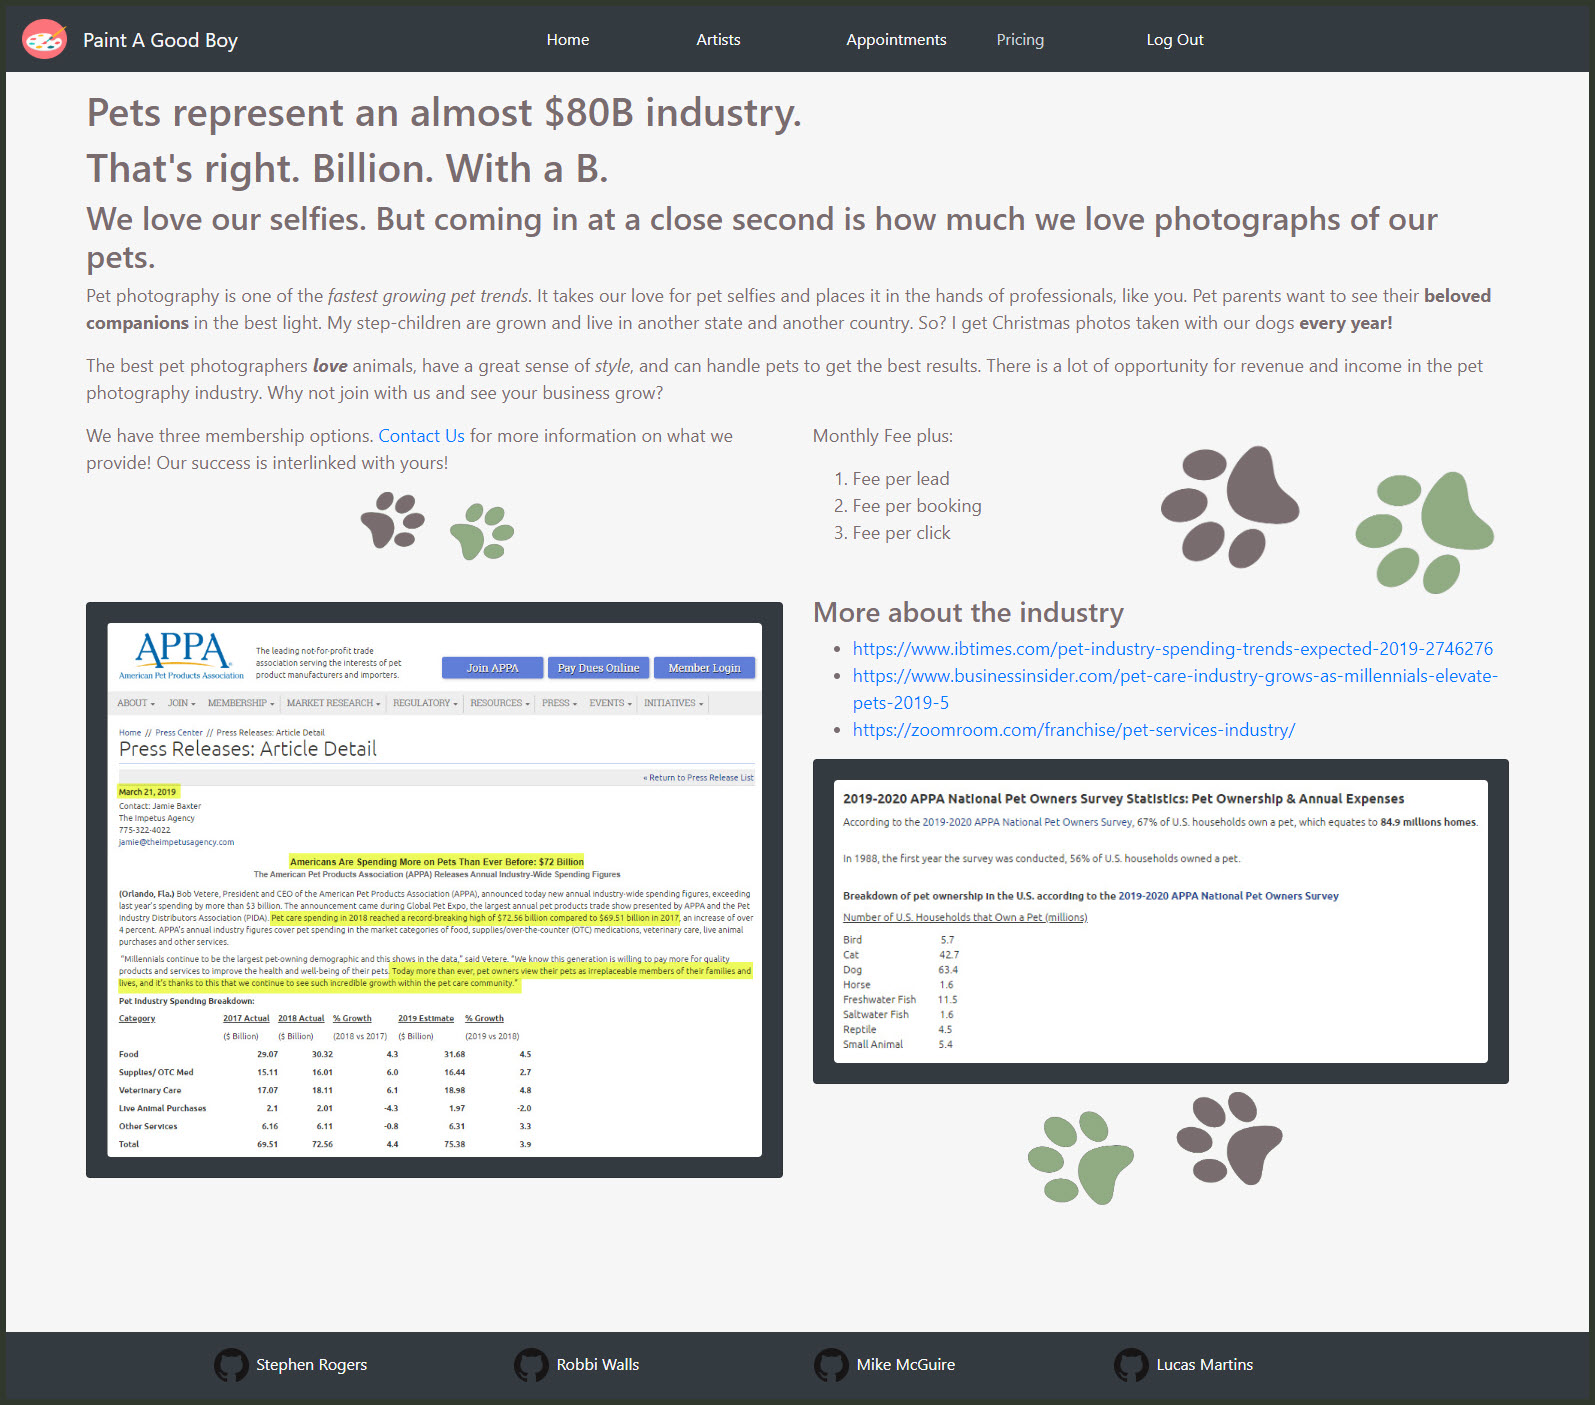 Paint A Good Boy
Home Artists Appointments Pricing Log Out
Pets represent an almost $80B industry.
That's right. Billion. With a B.
We love our selfies. But coming in at a close second is how much we love photographs of our
pets.
Pet photography is one of the fastest growing pet trends. It takes our love for pet selfies and places it in the hands of professionals, like you. Pet parents want to see their beloved
companions in the best light. My step-children are grown and live in another state and another country. So? I get Christmas photos taken with our dogs every year!
The best pet photographers love animals, have a great sense of style, and can handle pets to get the best results. There is a lot of opportunity for revenue and income in the pet
photography industry. Why not join with us and see your business grow?
We have three membership options. Contact Us for more information on what we
provide! Our success is interlinked with yours!
Monthly Fee plus:
1. Fee per lead
2. Fee per booking
3. Fee per click
APPA
American Pet Products Association
The leading not-for-profit trade
association serving the interests of pet
product manufacturers and importers.
Join APPA Pay Dues Online Member Login
ABOUT JOIN MEMBERSHIP MARKET RESEARCH REGULATORY RESOURCES PRESS EVENTS INITIATIVES
Home // Press Center // Press Releases: Article Detail
Press Releases: Article Detail
« Return to Press Release List
March 21, 2019
Contact: Jamie Baxter
The Impetus Agency
775-322-4022
jamie@theimpetusagency.com
Americans Are Spending More on Pets Than Ever Before: $72 Billion
The American Pet Products Association (APPA) Releases Annual Industry-Wide Spending Figures
(Orlando, Fla.) Bob Vetere, President and CEO of the American Pet Products Association (APPA), announced today new annual industry-wide spending figures, exceeding
last year's spending by more than $3 billion. The announcement came during Global Pet Expo, the largest annual pet products trade show presented by APPA and the Pet
Industry Distributors Association (PIDA). Pet care spending in 2018 reached a record-breaking high of $72.56 billion compared to $69.51 billion in 2017, an increase of over
4 percent. APPA's annual industry figures cover pet spending in the market categories of food, supplies/over-the-counter (OTC) medications, veterinary care, live animal
purchases and other services.
"Millennials continue to be the largest pet-owning demographic and this shows in the data," said Vetere. "We know this generation is willing to pay more for quality
products and services to improve the health and well-being of their pets. Today more than ever, pet owners view their pets as irreplaceable members of their families and
lives, and it's thanks to this that we continue to see such incredible growth within the pet care community."
Pet Industry Spending Breakdown:
Category 2017 Actual 2018 Actual % Growth 2019 Estimate % Growth
($ Billion) ($ Billion) (2018 vs 2017) ($ Billion) (2019 vs 2018)
Food 29.07 30.32 4.3 31.68 4.5
Supplies/ OTC Med 15.11 16.01 6.0 16.44 2.7
Veterinary Care 17.07 18.11 6.1 18.98 4.8
Live Animal Purchases 2.1 2.01 -4.3 1.97 -2.0
Other Services 6.16 6.11 -0.8 6.31 3.3
Total 69.51 72.56 4.4 75.38 3.9
More about the industry
• https://www.ibtimes.com/pet-industry-spending-trends-expected-2019-2746276
• https://www.businessinsider.com/pet-care-industry-grows-as-millennials-elevate-
pets-2019-5
• https://zoomroom.com/franchise/pet-services-industry/
2019-2020 APPA National Pet Owners Survey Statistics: Pet Ownership & Annual Expenses
According to the 2019-2020 APPA National Pet Owners Survey, 67% of U.S. households own a pet, which equates to 84.9 millions homes.
In 1988, the first year the survey was conducted, 56% of U.S. households owned a pet.
Breakdown of pet ownership in the U.S. according to the 2019-2020 APPA National Pet Owners Survey
Number of U.S. Households that Own a Pet (millions)
Bird 5.7
Cat 42.7
Dog 63.4
Horse 1.6
Freshwater Fish 11.5
Saltwater Fish 1.6
Reptile 4.5
Small Animal 5.4
Stephen Rogers Robbi Walls Mike McGuire Lucas Martins